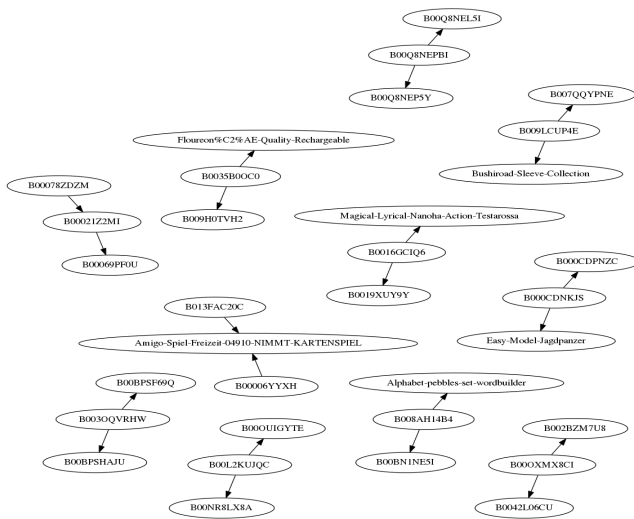 B00Q8NEL5I
B00Q8NEPBI
B00Q8NEP5Y
B007QQYPNE
B009LCUP4E
Bushiroad-Sleeve-Collection
Floureon%C2%AE-Quality-Rechargeable
B0035B0OC0
B009H0TVH2
B00078ZDZM
B00021Z2MI
B00069PF0U
Magical-Lyrical-Nanoha-Action-Testarossa
B0016GCIQ6
B0019XUY9Y
B000CDPNZC
B000CDNKJS
Easy-Model-Jagdpanzer
B013FAC20C
Amigo-Spiel-Freizeit-04910-NIMMT-KARTENSPIEL
B00006YYXH
B00BPSF69Q
B003OQVRHW
B00BPSHAJU
Alphabet-pebbles-set-wordbuilder
B008AH14B4
B00BN1NE5I
B00OUIGYTE
B00L2KUJQC
B00NR8LX8A
B002BZM7U8
B00OXMX8CI
B0042L06CU